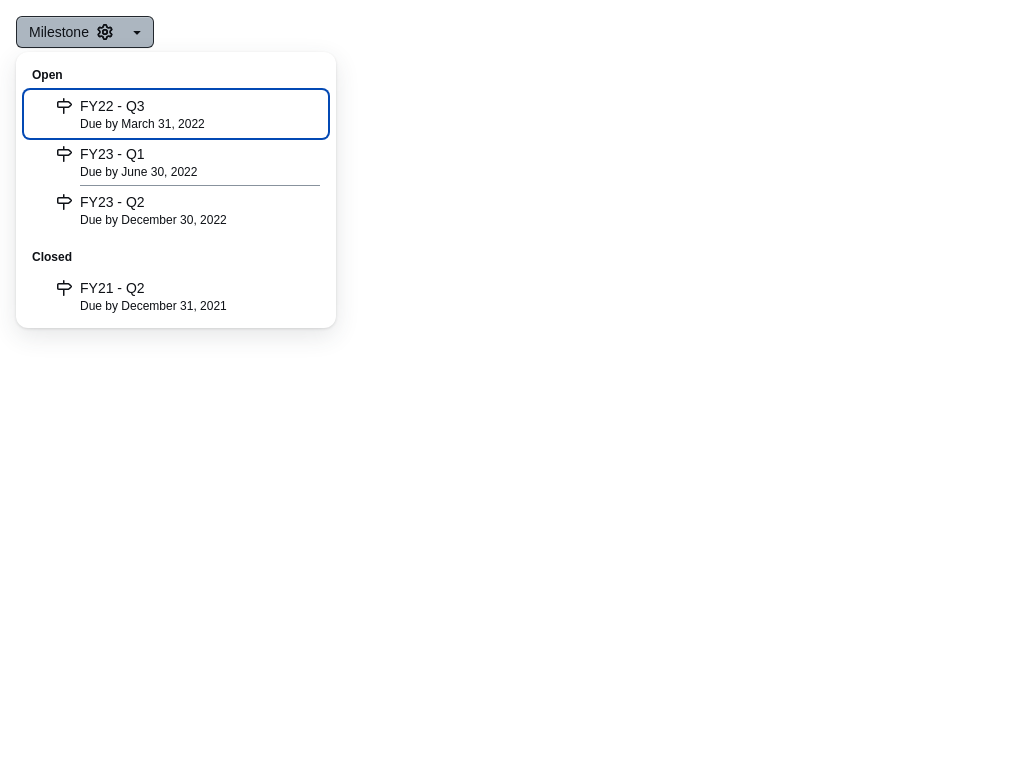 Milestone
Open
FY22 - Q3
Due by March 31, 2022
FY23 - Q1
Due by June 30, 2022
FY23 - Q2
Due by December 30, 2022
Closed
FY21 - Q2
Due by December 31, 2021